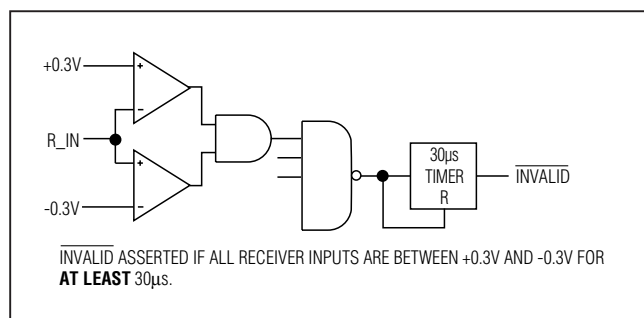 +0.3V
+
-
R_IN
+
-
-0.3V
30µs
TIMER
R
INVALID
INVALID ASSERTED IF ALL RECEIVER INPUTS ARE BETWEEN +0.3V AND -0.3V FOR
AT LEAST 30µs.